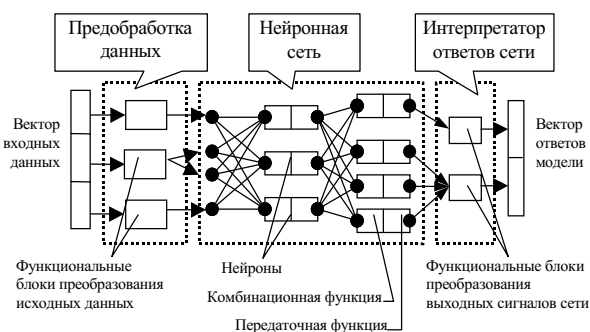 Предобработка
данных
Нейронная
сеть
Интерпретатор
ответов сети
Вектор
входных
данных
Вектор
ответов
модели
Функциональные
блоки преобразования
исходных данных
Нейроны
Комбинационная функция
Передаточная функция
Функциональные блоки
преобразования
выходных сигналов сети